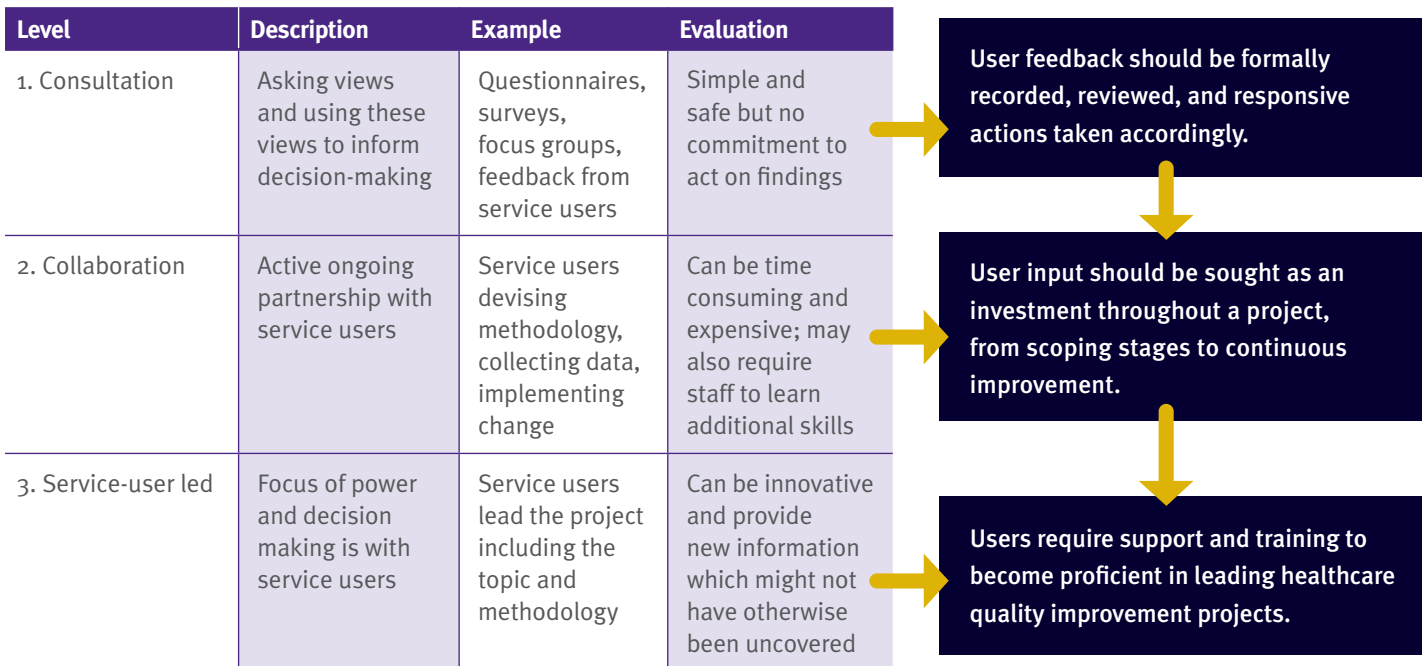 Level
Description
Example
Evaluation
1. Consultation
Asking views
and using these
views to inform
decision-making
Questionnaires,
surveys,
focus groups,
feedback from
service users
Simple and
safe but no
commitment to
act on findings
User feedback should be formally
recorded, reviewed, and responsive
actions taken accordingly.
2. Collaboration
Active ongoing
partnership with
service users
Service users
devising
methodology,
collecting data,
implementing
change
Can be time
consuming and
expensive; may
also require
staff to learn
additional skills
User input should be sought as an
investment throughout a project,
from scoping stages to continuous
improvement.
3. Service-user led
Focus of power
and decision
making is with
service users
Service users
lead the project
including the
topic and
methodology
Can be innovative
and provide
new information
which might not
have otherwise
been uncovered
Users require support and training to
become proficient in leading healthcare
quality improvement projects.